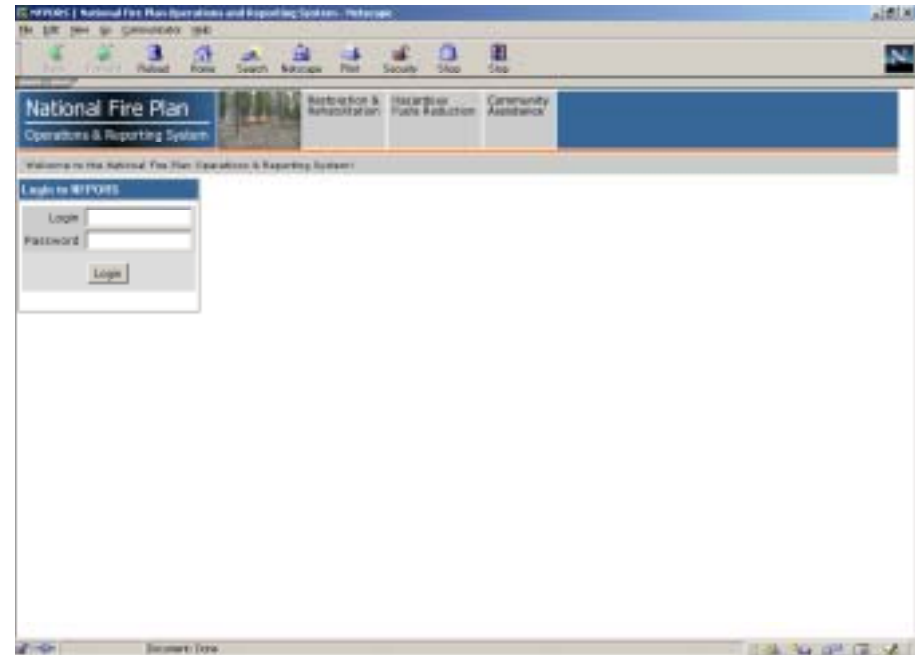 NFPORS | National Fire Plan Operations and Reporting System - Netscape
File Edit View Go Communicator Help
Back Forward Reload Home Search Netscape Print Security Shop Stop
National Fire Plan
Operations & Reporting System
Restoration &
Rehabilitation
Hazardous
Fuels Reduction
Community
Assistance
Welcome to the National Fire Plan Operations & Reporting System!
Login to NFPORS
Login
Password
Login
Document: Done